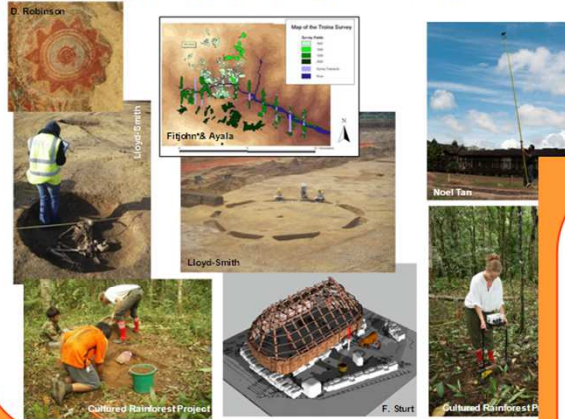 D. Robinson
Map of the Troina Survey
N
Fitjohn & Ayala
Lloyd-Smith
Noel Tan
Lloyd-Smith
Cultured Rainforest Project
F. Sturt
Cultured Rainforest P